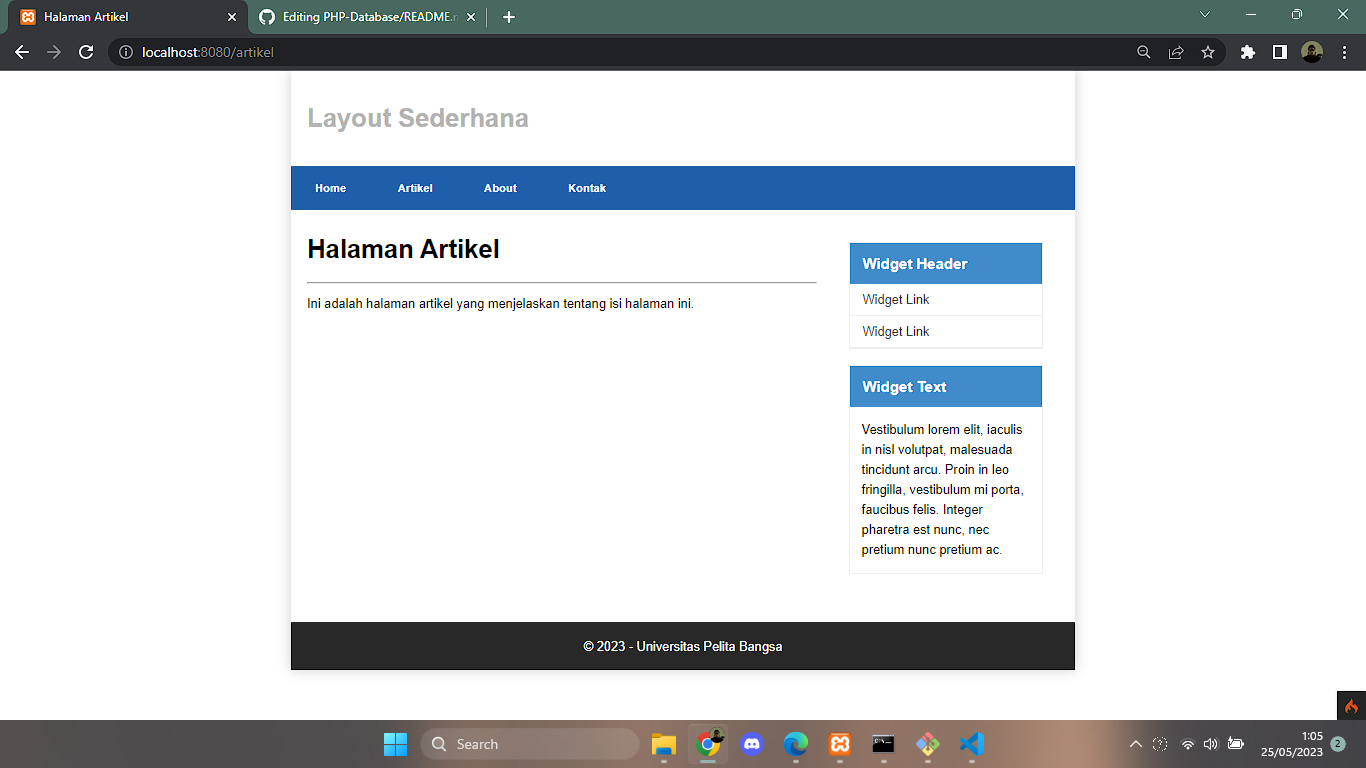 Halaman Artikel
Editing PHP-Database/README.
localhost:8080/artikel
Layout Sederhana
Home Artikel About Kontak
Halaman Artikel
Ini adalah halaman artikel yang menjelaskan tentang isi halaman ini.
Widget Header
Widget Link
Widget Link
Widget Text
Vestibulum lorem elit, iaculis
in nisl volutpat, malesuada
tincidunt arcu. Proin in leo
fringilla, vestibulum mi porta,
faucibus felis. Integer
pharetra est nunc, nec
pretium nunc pretium ac.
© 2023 - Universitas Pelita Bangsa
Search
1:05
25/05/2023
2